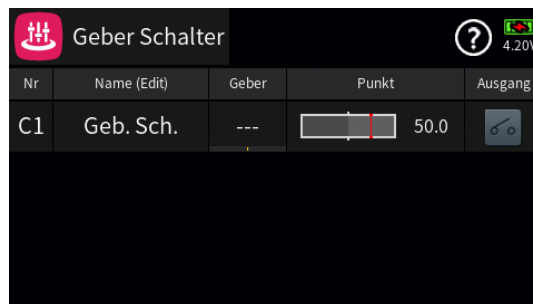 Geber Schalter ? 4.20V
Nr Name (Edit) Geber Punkt Ausgang
C1 Geb. Sch. --- 50.0